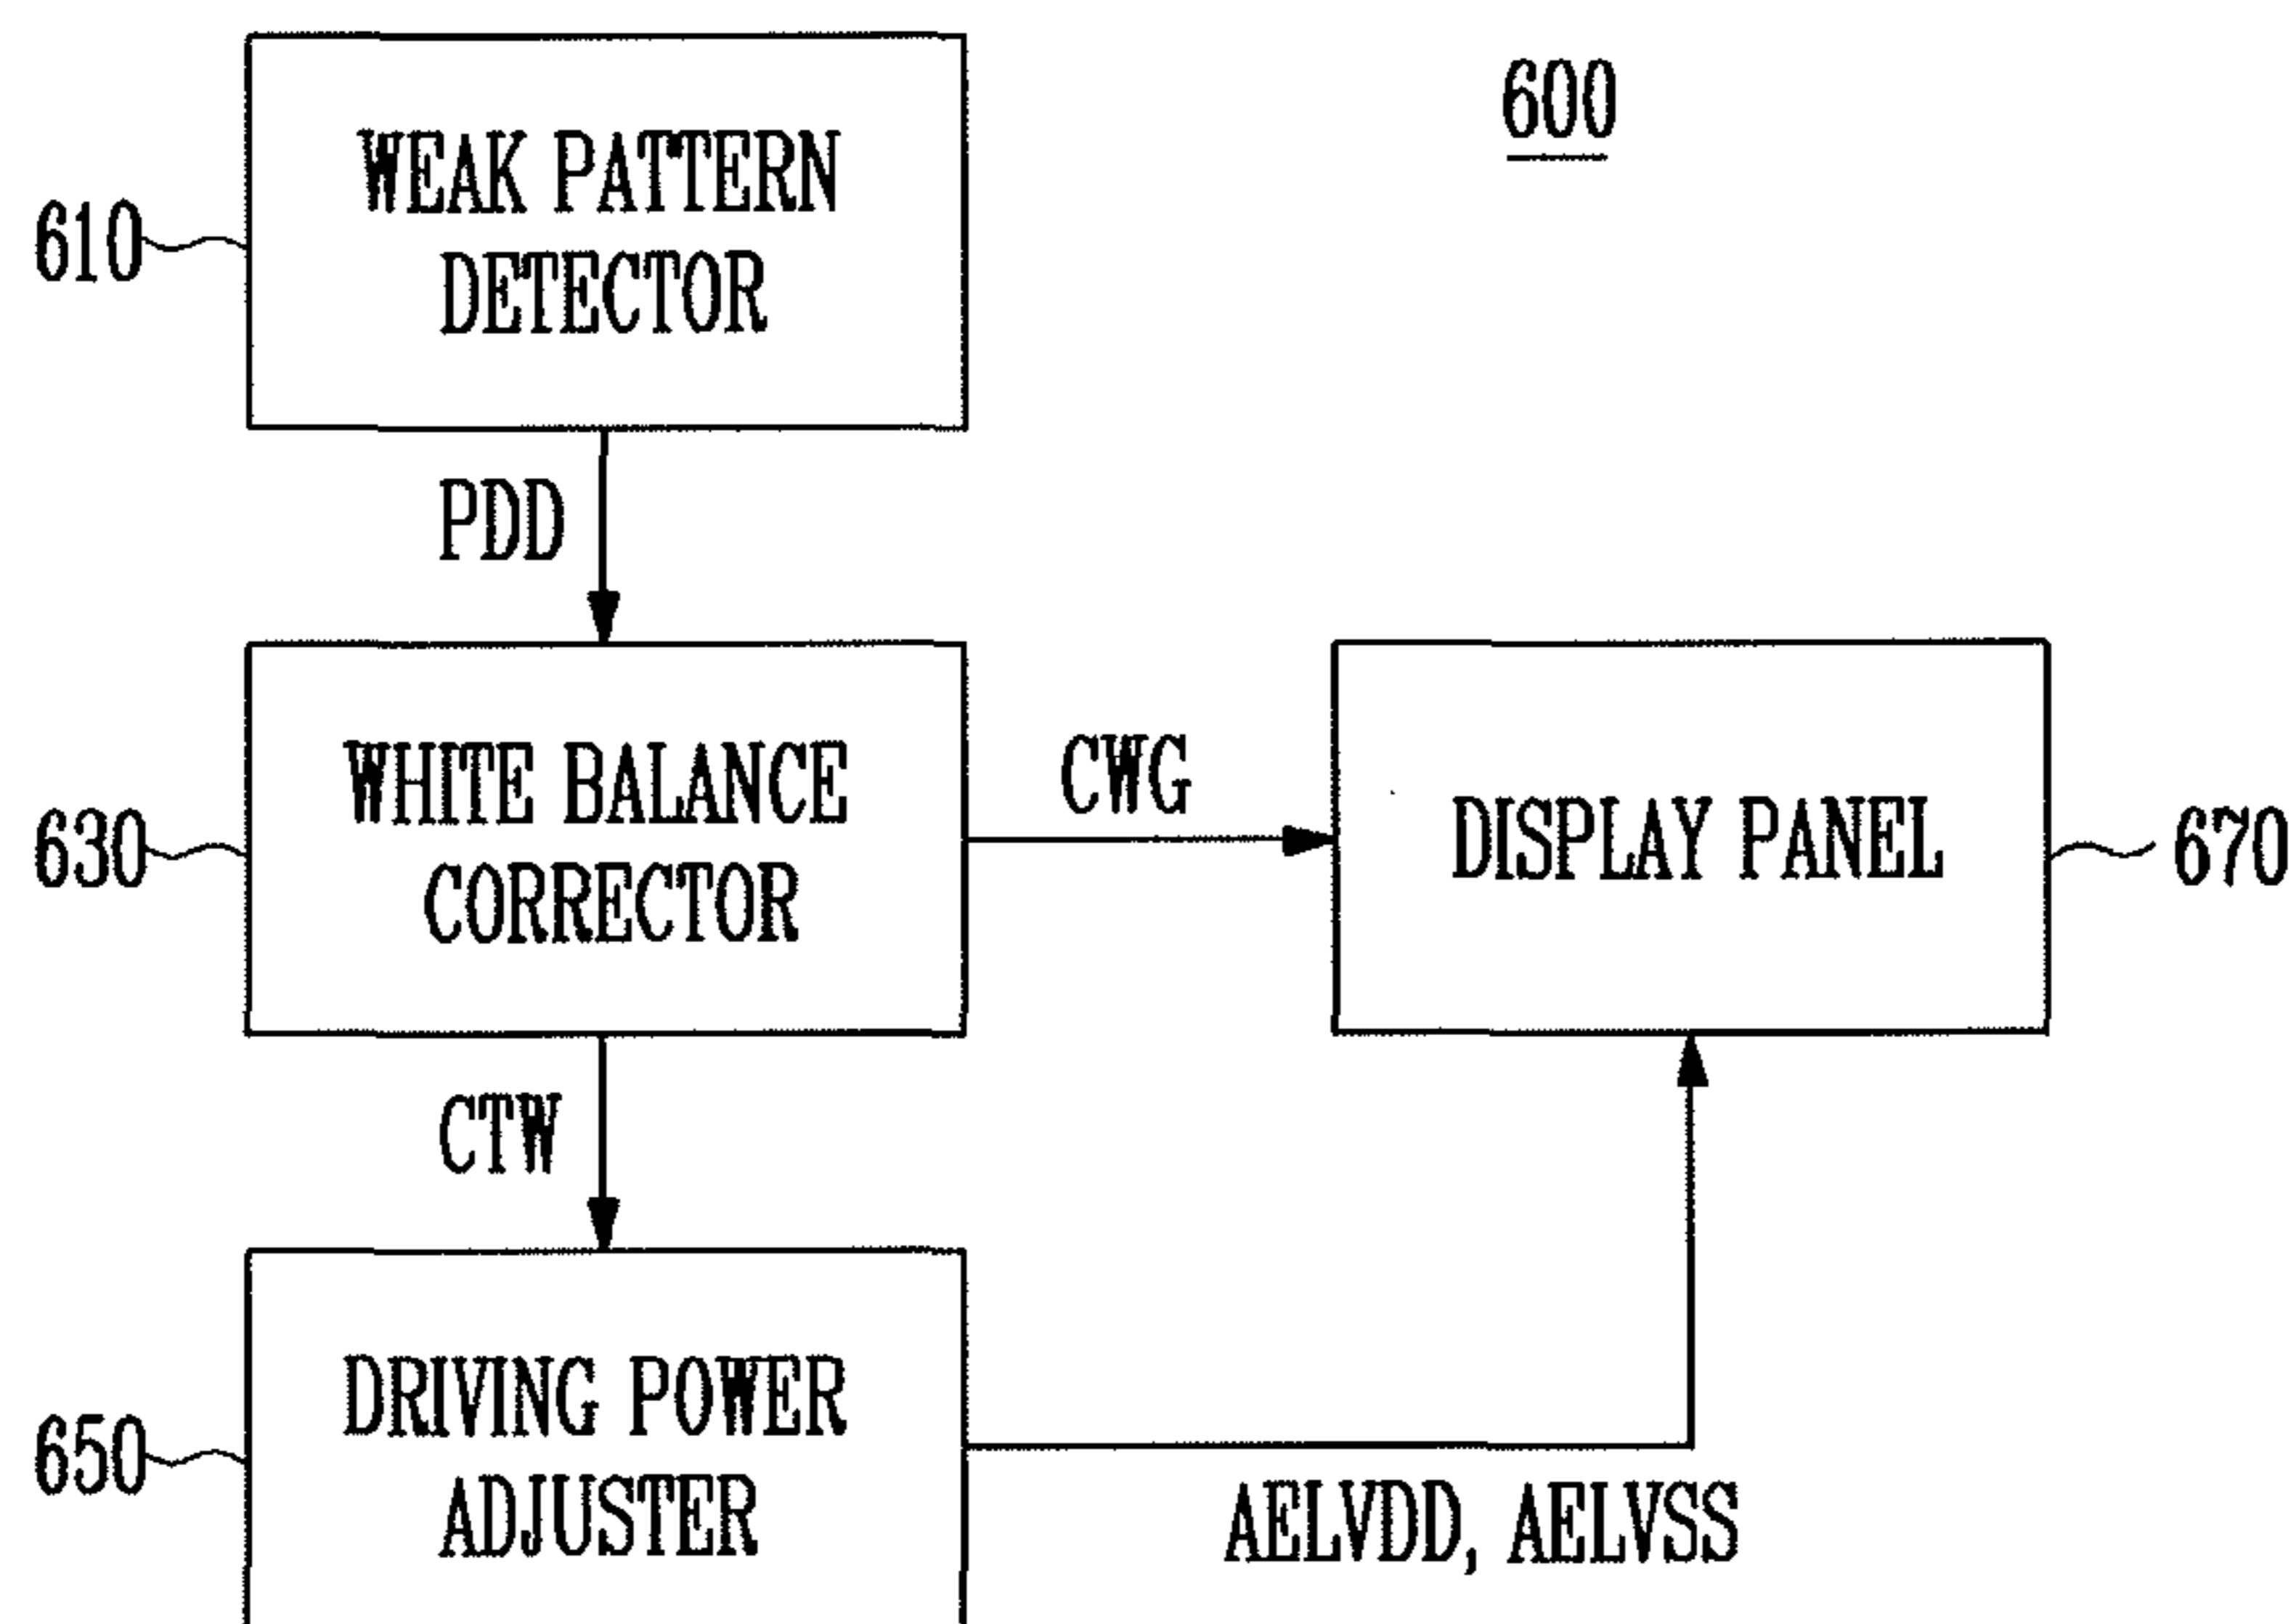 600
610
WEAK PATTERN
DETECTOR
PDD
630
WHITE BALANCE
CORRECTOR
CWG
DISPLAY PANEL
670
CTW
650
DRIVING POWER
ADJUSTER
AELVDD, AELVSS